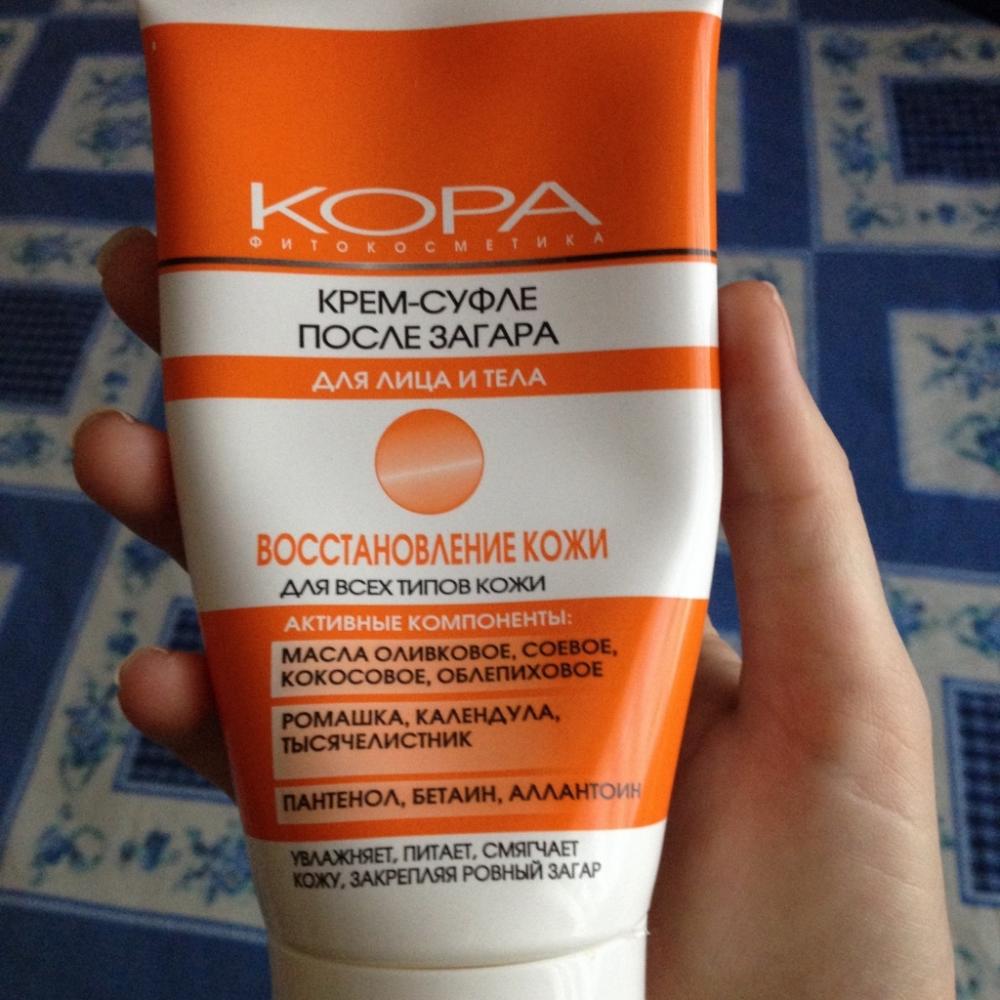 КОРА
ФИТОКОСМЕТИКА
КРЕМ-СУФЛЕ
ПОСЛЕ ЗАГАРА
ДЛЯ ЛИЦА И ТЕЛА
ВОССТАНОВЛЕНИЕ КОЖИ
ДЛЯ ВСЕХ ТИПОВ КОЖИ
АКТИВНЫЕ КОМПОНЕНТЫ:
МАСЛА ОЛИВКОВОЕ, СОЕВОЕ,
КОКОСОВОЕ, ОБЛЕПИХОВОЕ
РОМАШКА, КАЛЕНДУЛА,
ТЫСЯЧЕЛИСТНИК
ПАНТЕНОЛ, БЕТАИН, АЛЛАНТОИН
УВЛАЖНЯЕТ, ПИТАЕТ, СМЯГЧАЕТ
КОЖУ, ЗАКРЕПЛЯЯ РОВНЫЙ ЗАГАР